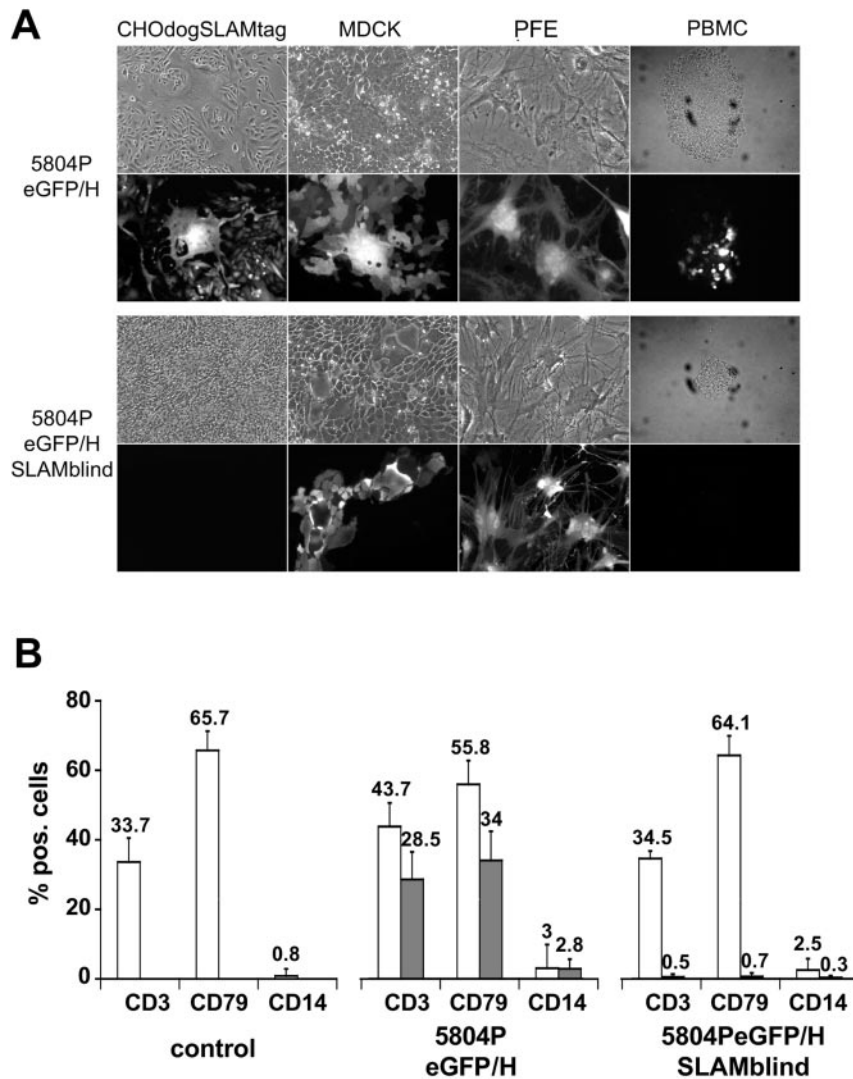 A
CHOdogSLAMtag MDCK PFE PBMC
5804P
eGFP/H
5804P
eGFP/H
SLAMblind
B
% pos. cells
80
60
40
20
0
33.7
65.7
0.8
CD3 CD79 CD14
control
43.7
28.5
55.8
34
3
2.8
CD3 CD79 CD14
5804P
eGFP/H
34.5
0.5
64.1
0.7
2.5
0.3
CD3 CD79 CD14
5804PeGFP/H
SLAMblind